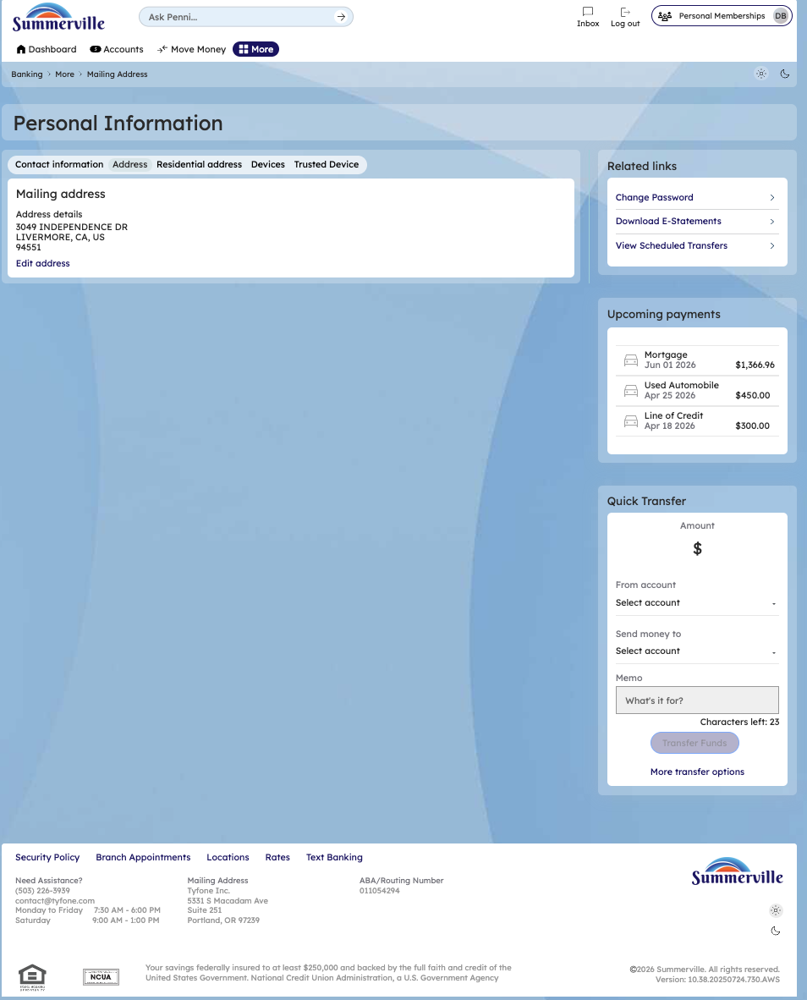 Summerville
Ask Penni...
Inbox
Log out
Personal Memberships
DB
Dashboard
Accounts
Move Money
More
Banking › More › Mailing Address
Personal Information
Contact information
Address
Residential address
Devices
Trusted Device
Mailing address
Address details
3049 INDEPENDENCE DR
LIVERMORE, CA, US
94551
Edit address
Related links
Change Password
Download E-Statements
View Scheduled Transfers
Upcoming payments
Mortgage
Jun 01 2026 $1,366.96
Used Automobile
Apr 25 2026 $450.00
Line of Credit
Apr 18 2026 $300.00
Quick Transfer
Amount
$
From account
Select account -
Send money to
Select account -
Memo
What's it for?
Characters left: 23
Transfer Funds
More transfer options
Security Policy
Branch Appointments
Locations
Rates
Text Banking
Need Assistance?
(503) 226-3939
contact@tyfone.com
Monday to Friday 7:30 AM - 6:00 PM
Saturday 9:00 AM - 1:00 PM
Mailing Address
Tyfone Inc.
5331 S Macadam Ave
Suite 251
Portland, OR 97239
ABA/Routing Number
011054294
Summerville
NCUA
Your savings federally insured to at least $250,000 and backed by the full faith and credit of the
United States Government. National Credit Union Administration, a U.S. Government Agency
©2026 Summerville. All rights reserved.
Version: 10.38.20250724.730.AWS